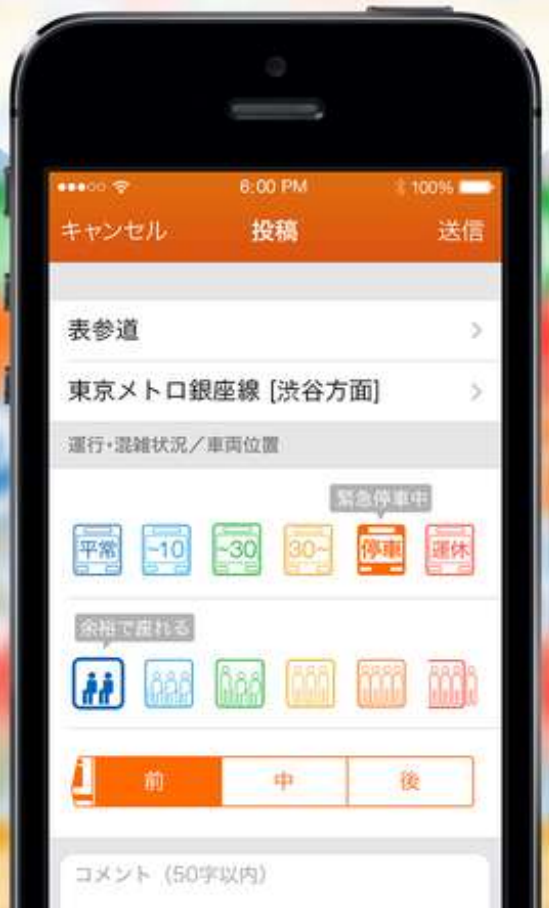 6:00 PM 100%
キャンセル 投稿 送信
表参道
東京メトロ銀座線 [渋谷方面]
運行・混雑状況/車両位置
緊急停車中
平常 ~10 ~30 30~ 停車 運休
余裕で座れる
前 中 後
コメント (50字以内)